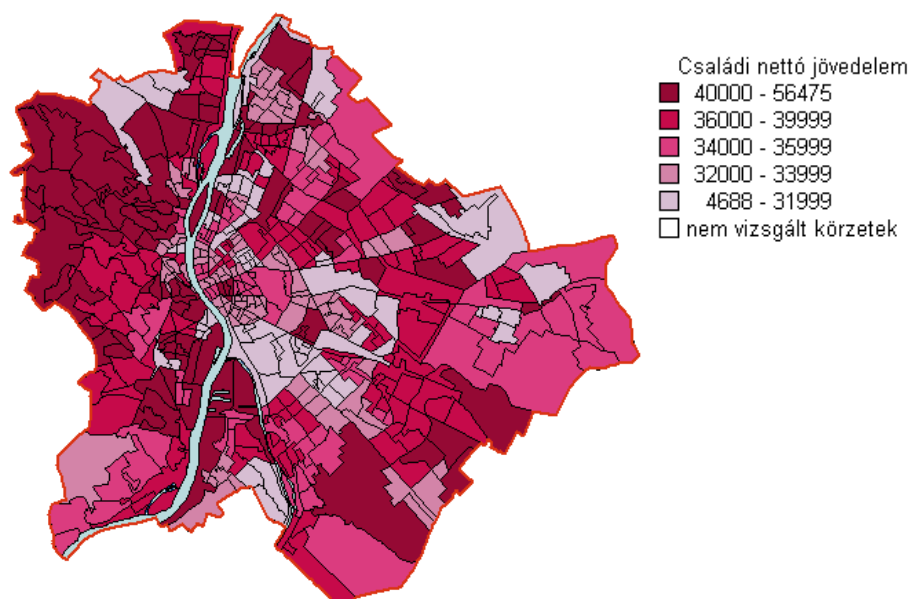 Családi nettó jövedelem
40000 - 56475
36000 - 39999
34000 - 35999
32000 - 33999
4688 - 31999
nem vizsgált körzetek